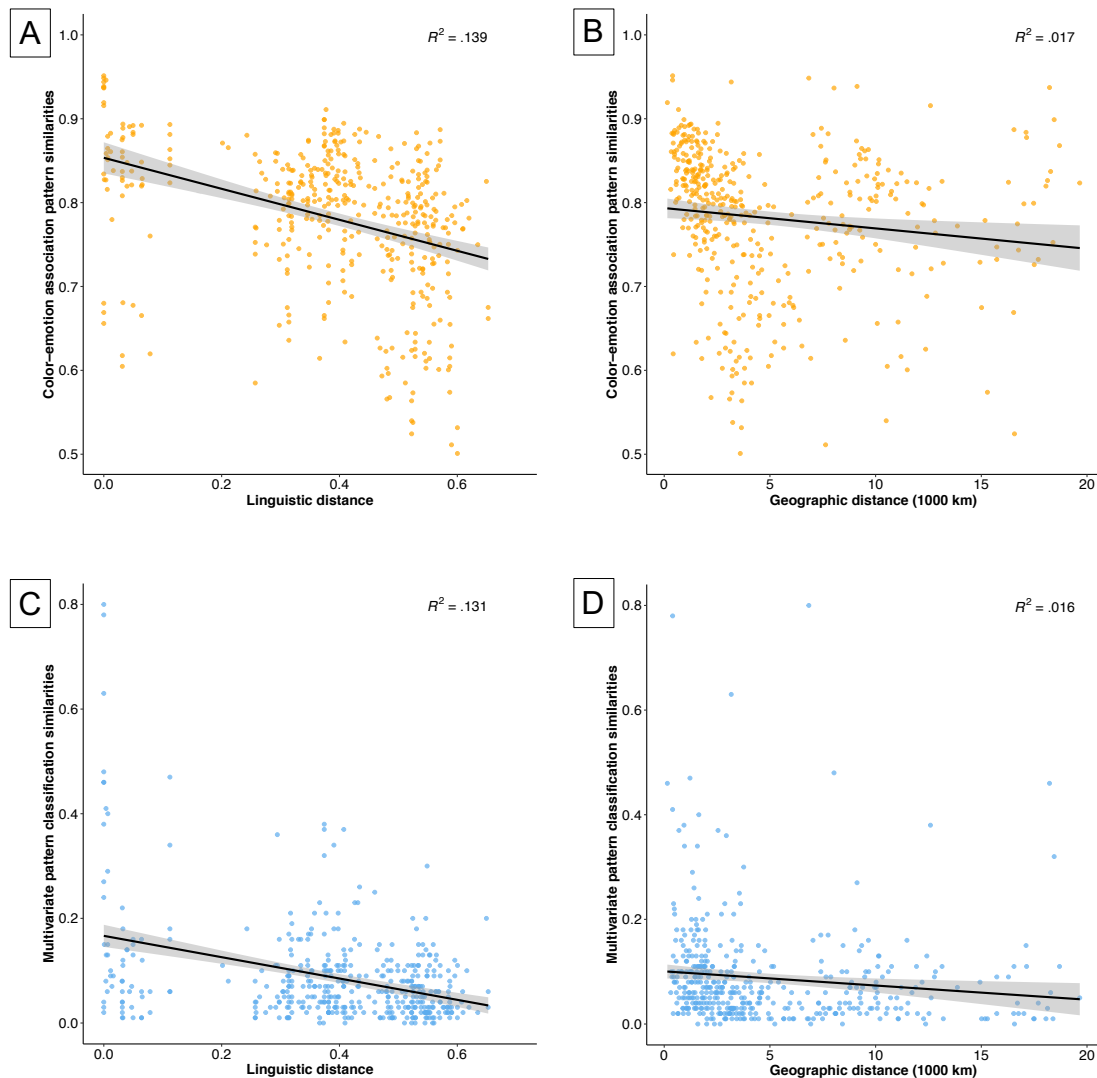 A
R² = .139
Color–emotion association pattern similarities
1.0
0.9
0.8
0.7
0.6
0.5
0.0
0.2
0.4
0.6
Linguistic distance
B
R² = .017
Color–emotion association pattern similarities
1.0
0.9
0.8
0.7
0.6
0.5
0
5
10
15
20
Geographic distance (1000 km)
C
R² = .131
Multivariate pattern classification similarities
0.8
0.6
0.4
0.2
0.0
0.0
0.2
0.4
0.6
Linguistic distance
D
R² = .016
Multivariate pattern classification similarities
0.8
0.6
0.4
0.2
0.0
0
5
10
15
20
Geographic distance (1000 km)